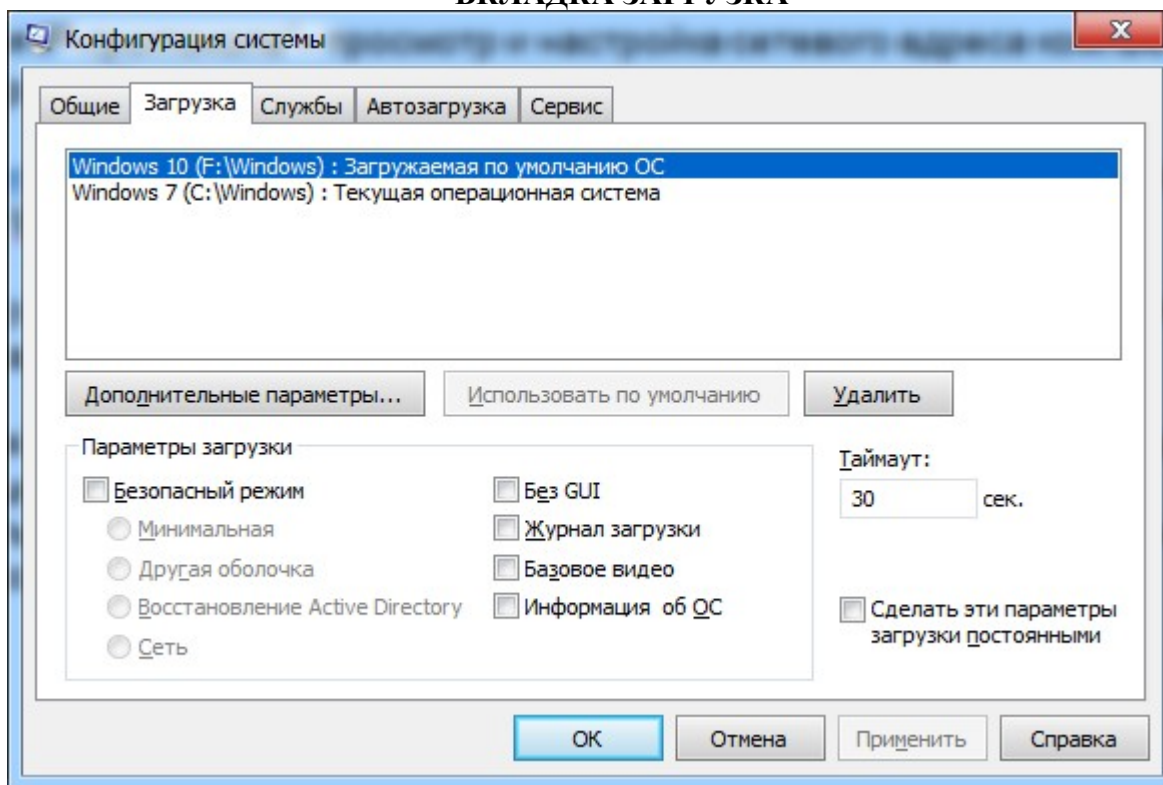 ВКЛАДКА ЗАГРУЗКА
Конфигурация системы
Общие Загрузка Службы Автозагрузка Сервис
Windows 10 (F:\Windows) : Загружаемая по умолчанию ОС
Windows 7 (C:\Windows) : Текущая операционная система
Дополнительные параметры... Использовать по умолчанию Удалить
Параметры загрузки
Безопасный режим
Минимальная
Другая оболочка
Восстановление Active Directory
Сеть
Без GUI
Журнал загрузки
Базовое видео
Информация об ОС
Таймаут:
30 сек.
Сделать эти параметры
загрузки постоянными
ОК Отмена Применить Справка